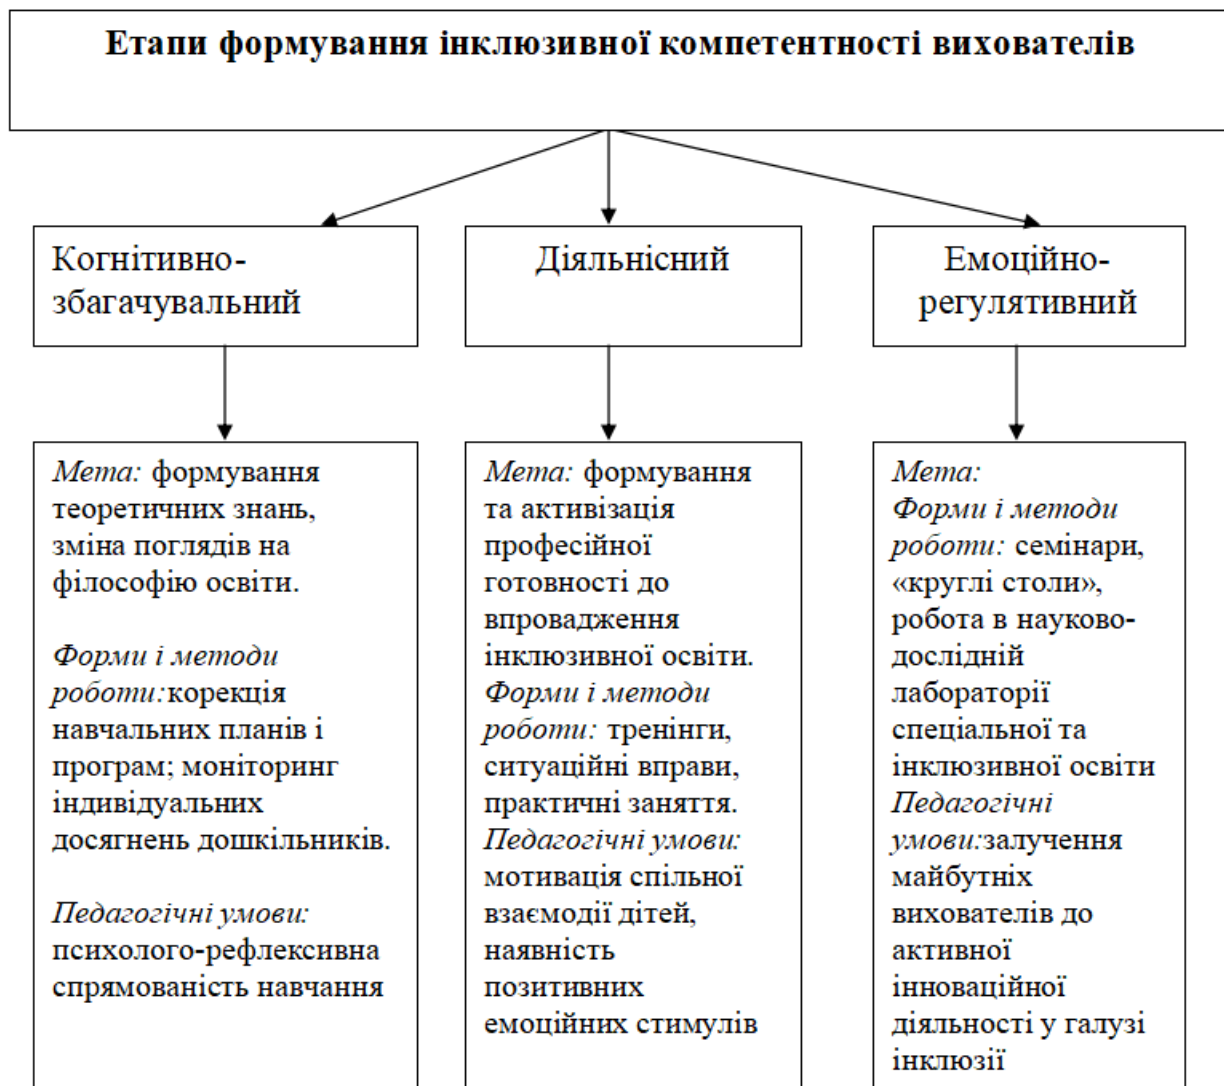 Етапи формування інклюзивної компетентності вихователів
Когнітивно-
збагачувальний
Діяльнісний
Емоційно-
регулятивний
Мета: формування
теоретичних знань,
зміна поглядів на
філософію освіти.
Форми і методи
роботи:корекція
навчальних планів і
програм; моніторинг
індивідуальних
досягнень дошкільників.
Педагогічні умови:
психолого-рефлексивна
спрямованість навчання
Мета: формування
та активізація
професійної
готовності до
впровадження
інклюзивної освіти.
Форми і методи
роботи: тренінги,
ситуаційні вправи,
практичні заняття.
Педагогічні умови:
мотивація спільної
взаємодії дітей,
наявність
позитивних
емоційних стимулів
Мета:
Форми і методи
роботи: семінари,
«круглі столи»,
робота в науково-
дослідній
лабораторії
спеціальної та
інклюзивної освіти
Педагогічні
умови:залучення
майбутніх
вихователів до
активної
інноваційної
діяльності у галузі
інклюзії